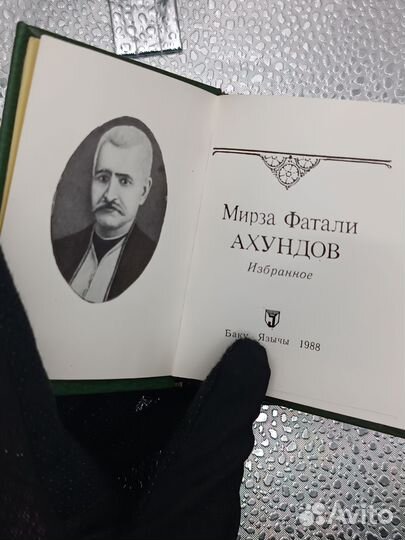 Мирза Фатали
АХУНДОВ
Избранное
Баку Язычы 1988
Avito